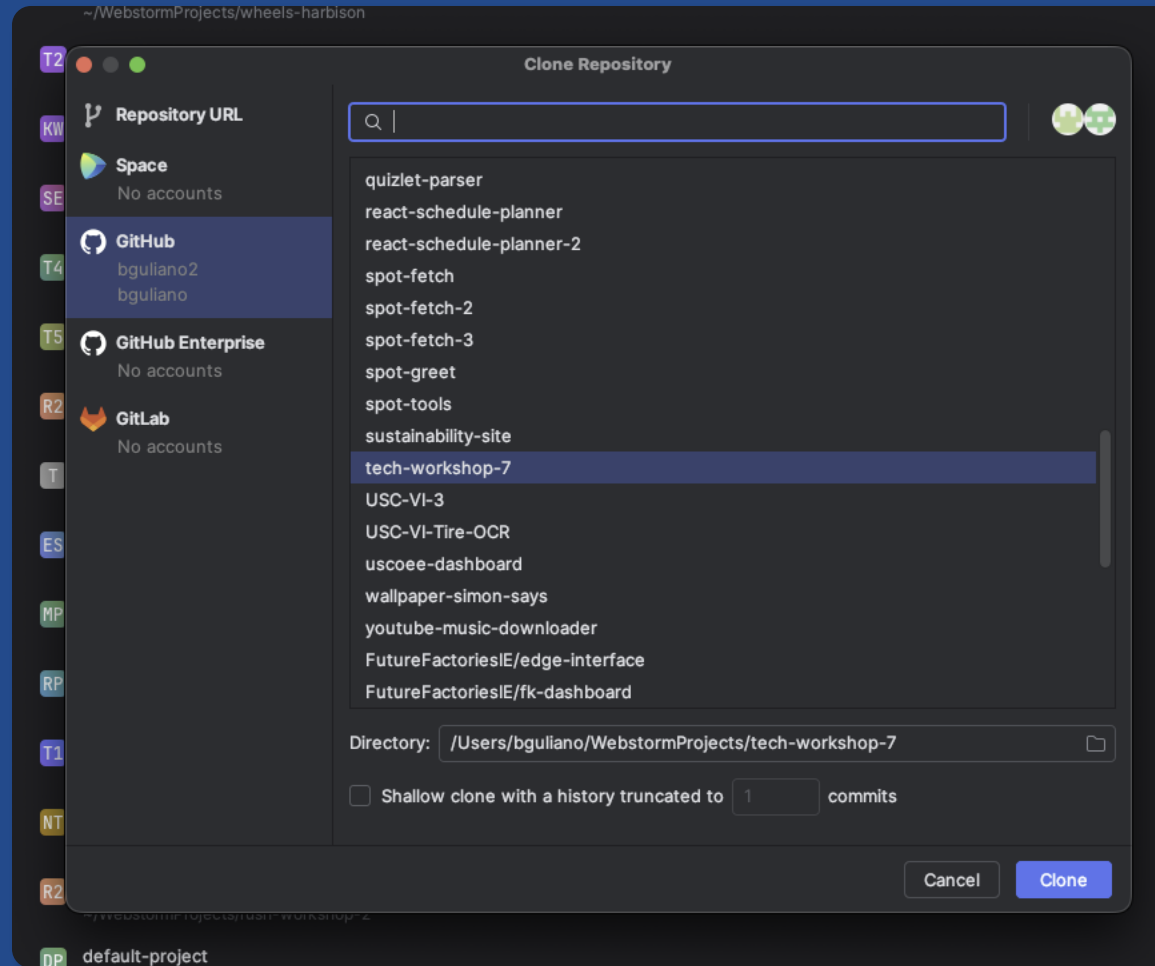 ~/WebstormProjects/wheels-harbison
T2
Clone Repository
KW
SE
T4
T5
R2
T
ES
MP
RP
T1
NT
R2
Repository URL
Space
No accounts
GitHub
bguliano2
bguliano
GitHub Enterprise
No accounts
GitLab
No accounts
quizlet-parser
react-schedule-planner
react-schedule-planner-2
spot-fetch
spot-fetch-2
spot-fetch-3
spot-greet
spot-tools
sustainability-site
tech-workshop-7
USC-VI-3
USC-VI-Tire-OCR
uscoee-dashboard
wallpaper-simon-says
youtube-music-downloader
FutureFactoriesIE/edge-interface
FutureFactoriesIE/fk-dashboard
Directory: /Users/bguliano/WebstormProjects/tech-workshop-7
Shallow clone with a history truncated to 1 commits
Cancel Clone
~/WebstormProjects/rush-workshop-2
DP default-project